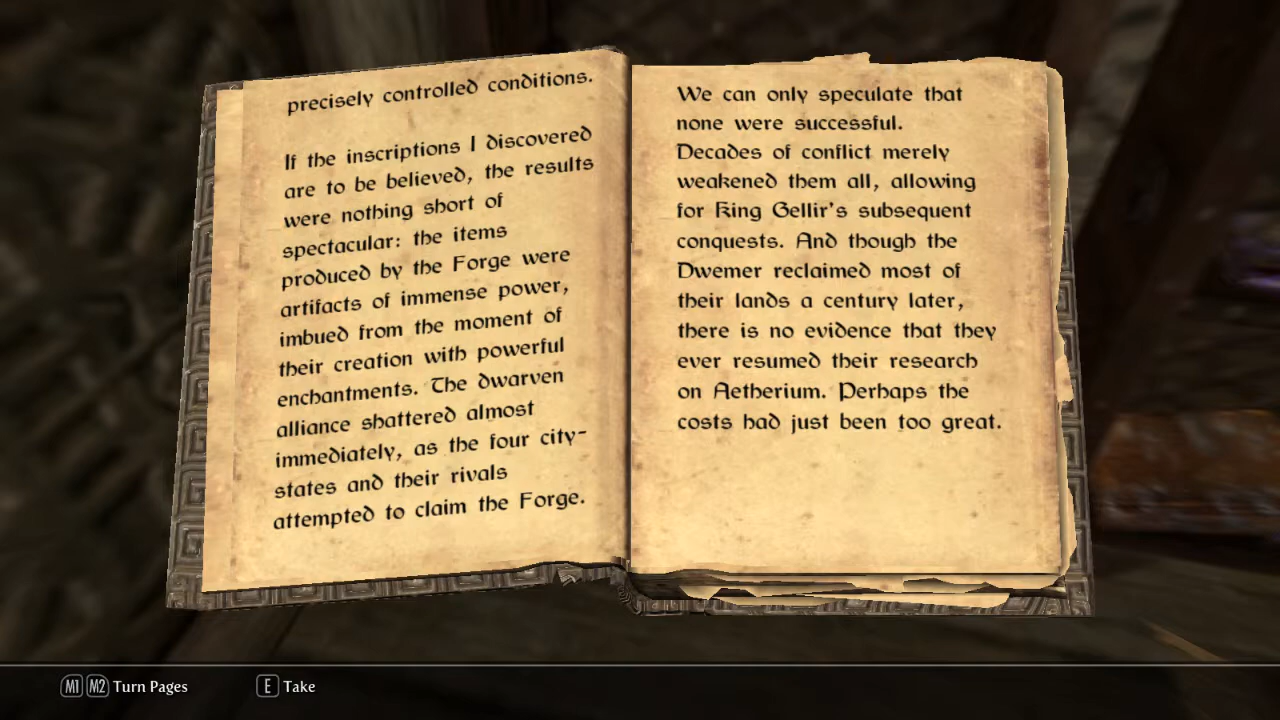 precisely controlled conditions.
If the inscriptions I discovered
are to be believed, the results
were nothing short of
spectacular: the items
produced by the Forge were
artifacts of immense power,
imbued from the moment of
their creation with powerful
enchantments. The dwarven
alliance shattered almost
immediately, as the four city-
states and their rivals
attempted to claim the Forge.
We can only speculate that
none were successful.
Decades of conflict merely
weakened them all, allowing
for King Gellir's subsequent
conquests. And though the
Dwemer reclaimed most of
their lands a century later,
there is no evidence that they
ever resumed their research
on Aetherium. Perhaps the
costs had just been too great.
M1 M2 Turn Pages E Take